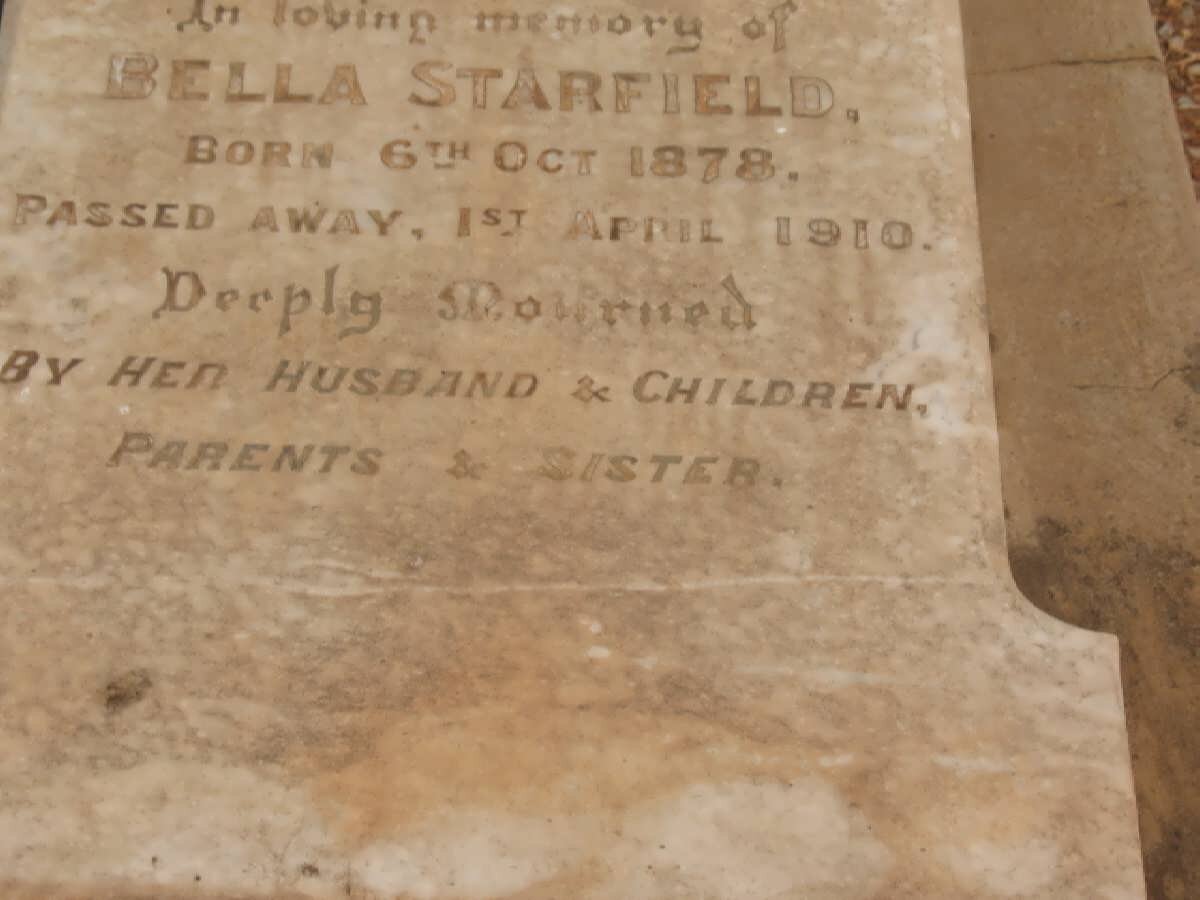 In loving memory of
BELLA STARFIELD,
BORN 6TH OCT 1878.
PASSED AWAY, 1ST APRIL 1910.
Deeply Mourned
BY HER HUSBAND & CHILDREN,
PARENTS & SISTER.